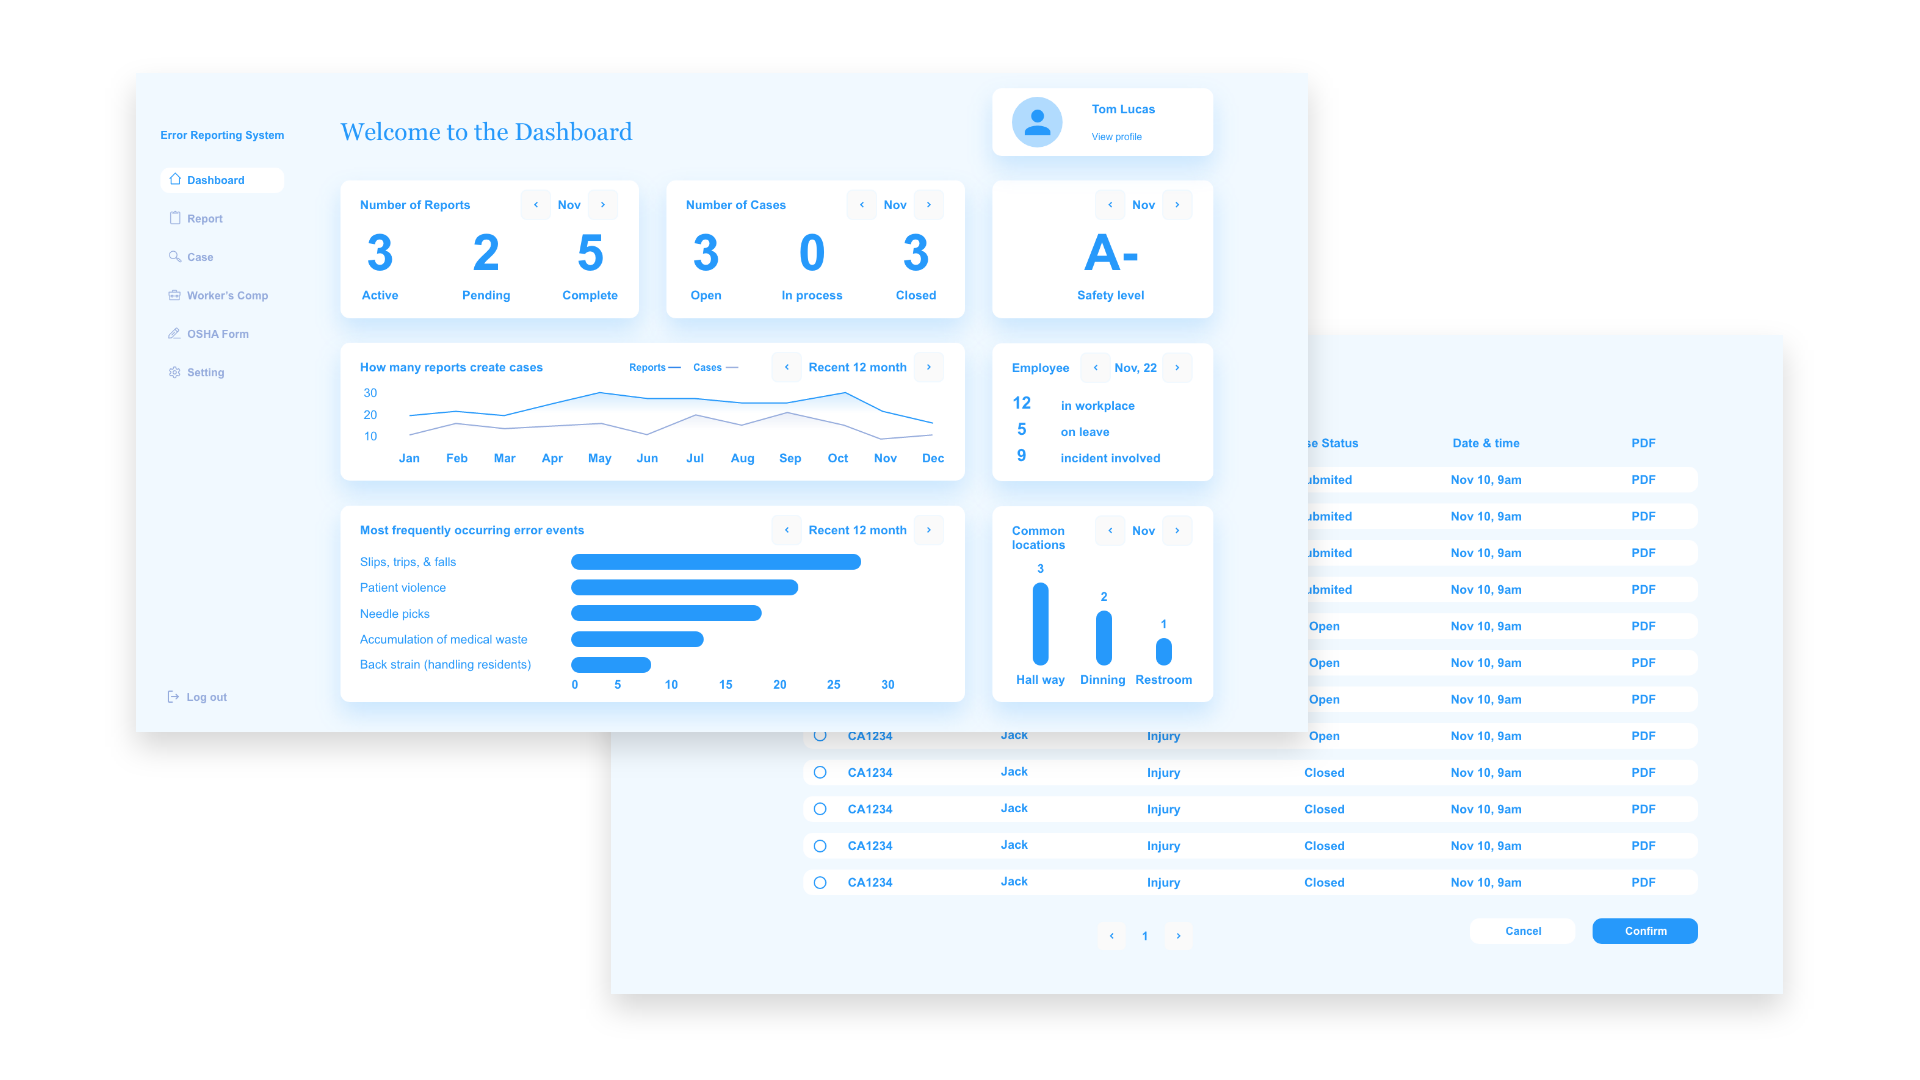 Error Reporting System
Dashboard
Report
Case
Worker's Comp
OSHA Form
Setting
Log out
Welcome to the Dashboard
Tom Lucas
View profile
Number of Reports
Nov
3 2 5
Active Pending Complete
Number of Cases
Nov
3 0 3
Open In process Closed
Nov
A-
Safety level
How many reports create cases
Reports Cases
Recent 12 month
30
20
10
Jan Feb Mar Apr May Jun Jul Aug Sep Oct Nov Dec
Employee
Nov, 22
12 in workplace
5 on leave
9 incident involved
Most frequently occurring error events
Recent 12 month
Slips, trips, & falls
Patient violence
Needle picks
Accumulation of medical waste
Back strain (handling residents)
0 5 10 15 20 25 30
Common
locations
Nov
3
2
1
Hall way Dinning Restroom
Status Date & time PDF
Nov 10, 9am PDF
Nov 10, 9am PDF
Nov 10, 9am PDF
Nov 10, 9am PDF
Open Nov 10, 9am PDF
Open Nov 10, 9am PDF
Open Nov 10, 9am PDF
CA1234 Jack Injury Open Nov 10, 9am PDF
CA1234 Jack Injury Closed Nov 10, 9am PDF
CA1234 Jack Injury Closed Nov 10, 9am PDF
CA1234 Jack Injury Closed Nov 10, 9am PDF
CA1234 Jack Injury Closed Nov 10, 9am PDF
1
Cancel
Confirm